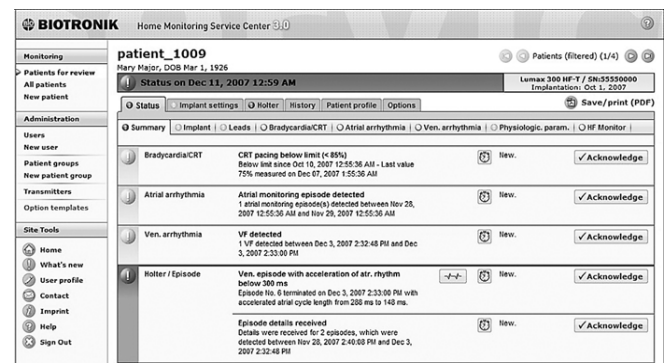 BIOTRONIK Home Monitoring Service Center 3.0
Monitoring
Patients for review
All patients
New patient
Administration
Users
New user
Patient groups
New patient group
Transmitters
Option templates
Site Tools
Home
What's new
User profile
Contact
Imprint
Help
Sign Out
patient_1009
Mary Major, DOB Mar 1, 1926
Patients (filtered) (1/4)
Status on Dec 11, 2007 12:59 AM
Lumax 300 HF-T / SN:55550000
Implantation: Oct 1, 2007
Status Implant settings Holter History Patient profile Options
Save/print (PDF)
Summary Implant Leads Bradycardia/CRT Atrial arrhythmia Ven. arrhythmia Physiologic. param. HF Monitor
Bradycardia/CRT
CRT pacing below limit (< 85%)
Below limit since Oct 10, 2007 12:55:36 AM - Last value
75% measured on Dec 07, 2007 1:55:36 AM
New.
Acknowledge
Atrial arrhythmia
Atrial monitoring episode detected
1 atrial monitoring episode(s) detected between Nov 28,
2007 12:55:36 AM and Nov 29, 2007 12:55:36 AM
New.
Acknowledge
Ven. arrhythmia
VF detected
1 VF detected between Dec 3, 2007 2:32:48 PM and Dec
3, 2007 2:33:00 PM
New.
Acknowledge
Holter / Episode
Ven. episode with acceleration of atr. rhythm
below 300 ms
Episode No. 6 terminated on Dec 3, 2007 2:33:00 PM with
accelerated atrial cycle length from 288 ms to 148 ms.
New.
Acknowledge
Episode details received
Details were received for 2 episodes, which were
detected between Nov 28, 2007 2:40:08 PM and Dec 3,
2007 2:32:48 PM
New.
Acknowledge